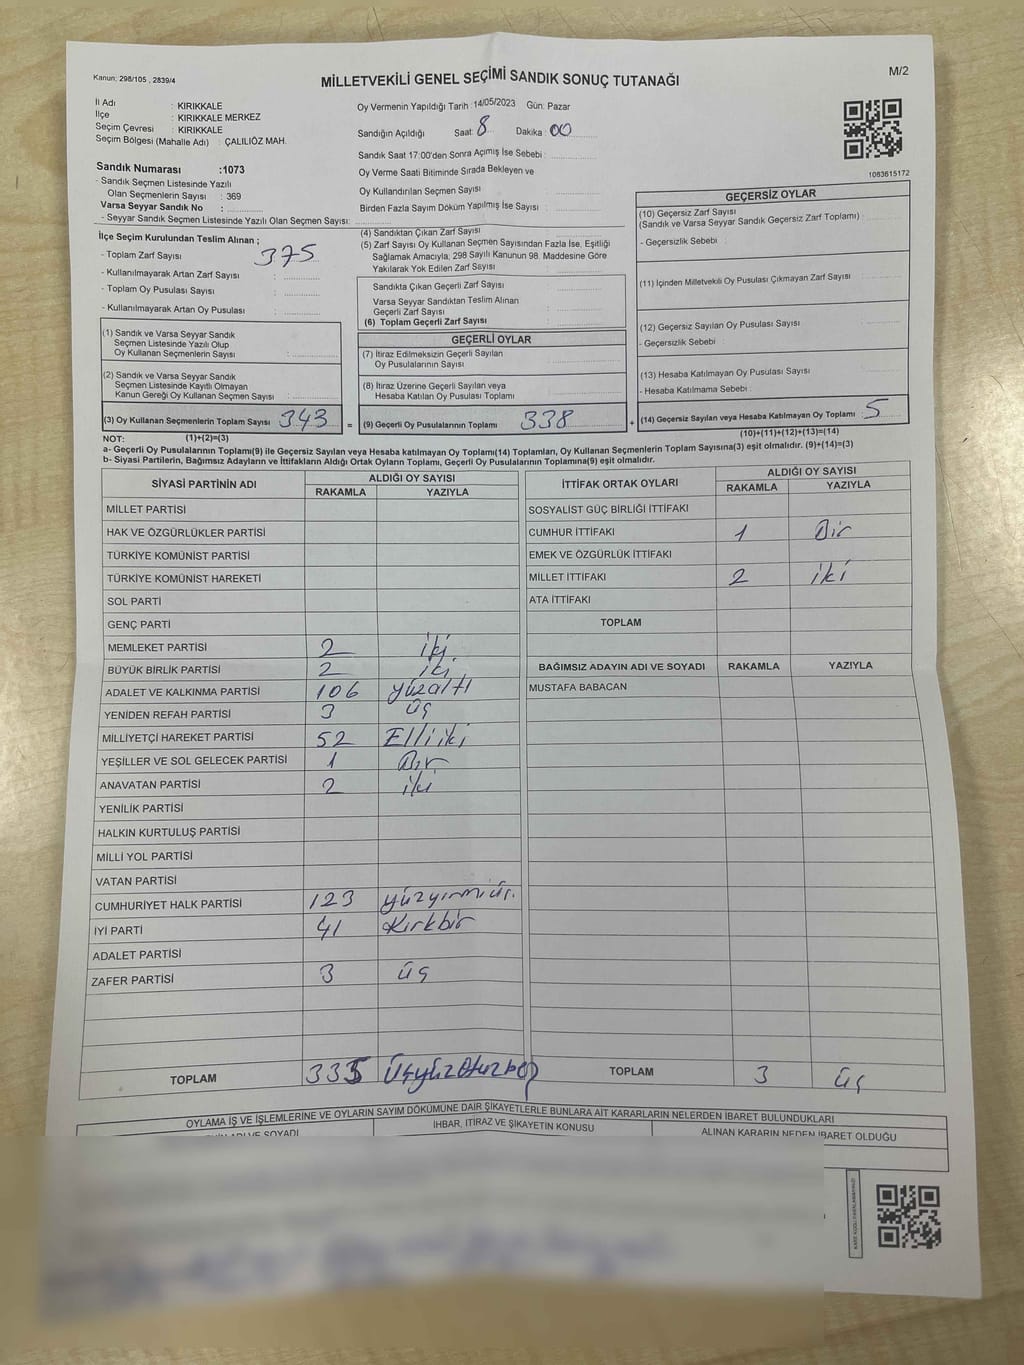 Kanun: 298/105 , 2839/4
MİLLETVEKİLİ GENEL SEÇİMİ SANDIK SONUÇ TUTANAĞI
M/2
İl Adı : KIRIKKALE
İlçe : KIRIKKALE MERKEZ
Seçim Çevresi : KIRIKKALE
Seçim Bölgesi (Mahalle Adı) : ÇALILIÖZ MAH.
Oy Vermenin Yapıldığı Tarih : 14/05/2023 Gün: Pazar
Sandığın Açıldığı Saat: 8 Dakika : 00
Sandık Saat 17:00'den Sonra Açımış İse Sebebi :
Oy Verme Saati Bitiminde Sırada Bekleyen ve
Oy Kullandırılan Seçmen Sayısı
Birden Fazla Sayım Döküm Yapılmış İse Sayısı :
1063615172
Sandık Numarası :1073
- Sandık Seçmen Listesinde Yazılı
Olan Seçmenlerin Sayısı : 369
Varsa Seyyar Sandık No :
- Seyyar Sandık Seçmen Listesinde Yazılı Olan Seçmen Sayısı:
İlçe Seçim Kurulundan Teslim Alınan ;
- Toplam Zarf Sayısı : 375
- Kullanılmayarak Artan Zarf Sayısı :
- Toplam Oy Pusulası Sayısı :
- Kullanılmayarak Artan Oy Pusulası :
(1) Sandık ve Varsa Seyyar Sandık
Seçmen Listesinde Yazılı Olup
Oy Kullanan Seçmenlerin Sayısı :
(2) Sandık ve Varsa Seyyar Sandık
Seçmen Listesinde Kayıtlı Olmayan
Kanun Gereği Oy Kullanan Seçmen Sayısı :
(3) Oy Kullanan Seçmenlerin Toplam Sayısı : 343 =
(4) Sandıktan Çıkan Zarf Sayısı
(5) Zarf Sayısı Oy Kullanan Seçmen Sayısından Fazla İse, Eşitliği
Sağlamak Amacıyla, 298 Sayılı Kanunun 98. Maddesine Göre
Yakılarak Yok Edilen Zarf Sayısı
Sandıkta Çıkan Geçerli Zarf Sayısı
Varsa Seyyar Sandıktan Teslim Alınan
Geçerli Zarf Sayısı
(6) Toplam Geçerli Zarf Sayısı
GEÇERLİ OYLAR
(7) İtiraz Edilmeksizin Geçerli Sayılan
Oy Pusulalarının Sayısı
(8) İtiraz Üzerine Geçerli Sayılan veya
Hesaba Katılan Oy Pusulası Toplamı
(9) Geçerli Oy Pusulalarının Toplamı 338 +
GEÇERSİZ OYLAR
(10) Geçersiz Zarf Sayısı
(Sandık ve Varsa Seyyar Sandık Geçersiz Zarf Toplamı) :
- Geçersizlik Sebebi :
(11) İçinden Milletvekili Oy Pusulası Çıkmayan Zarf Sayısı
(12) Geçersiz Sayılan Oy Pusulası Sayısı
- Geçersizlik Sebebi
(13) Hesaba Katılmayan Oy Pusulası Sayısı
- Hesaba Katılmama Sebebi :
(14) Geçersiz Sayılan veya Hesaba Katılmayan Oy Toplamı : 5
NOT: (1)+(2)=(3)
(10)+(11)+(12)+(13)=(14)
a- Geçerli Oy Pusulalarının Toplamı(9) ile Geçersiz Sayılan veya Hesaba katılmayan Oy Toplamı(14) Toplamları, Oy Kullanan Seçmenlerin Toplam Sayısına(3) eşit olmalıdır. (9)+(14)=(3)
b- Siyasi Partilerin, Bağımsız Adayların ve İttifakların Aldığı Ortak Oyların Toplamı, Geçerli Oy Pusulalarının Toplamına(9) eşit olmalıdır.
SİYASİ PARTİNİN ADI ALDIĞI OY SAYISI
RAKAMLA YAZIYLA
MİLLET PARTİSİ
HAK VE ÖZGÜRLÜKLER PARTİSİ
TÜRKİYE KOMÜNİST PARTİSİ
TÜRKİYE KOMÜNİST HAREKETİ
SOL PARTİ
GENÇ PARTİ
MEMLEKET PARTİSİ 2 iki
BÜYÜK BİRLİK PARTİSİ 2 iki
ADALET VE KALKINMA PARTİSİ 106 yüzaltı
YENİDEN REFAH PARTİSİ 3 üç
MİLLİYETÇİ HAREKET PARTİSİ 52 Elliiki
YEŞİLLER VE SOL GELECEK PARTİSİ 1 Bir
ANAVATAN PARTİSİ 2 iki
YENİLİK PARTİSİ
HALKIN KURTULUŞ PARTİSİ
MİLLİ YOL PARTİSİ
VATAN PARTİSİ
CUMHURİYET HALK PARTİSİ 123 yüzyirmiüç.
İYİ PARTİ 41 Kırkbir
ADALET PARTİSİ
ZAFER PARTİSİ 3 üç
TOPLAM 335 Üçyüzotuzbeş
İTTİFAK ORTAK OYLARI ALDIĞI OY SAYISI
RAKAMLA YAZIYLA
SOSYALİST GÜÇ BİRLİĞİ İTTİFAKI
CUMHUR İTTİFAKI 1 Bir
EMEK VE ÖZGÜRLÜK İTTİFAKI
MİLLET İTTİFAKI 2 iki
ATA İTTİFAKI
TOPLAM
BAĞIMSIZ ADAYIN ADI VE SOYADI RAKAMLA YAZIYLA
MUSTAFA BABACAN
TOPLAM 3 üç
OYLAMA İŞ VE İŞLEMLERİNE VE OYLARIN SAYIM DÖKÜMÜNE DAİR ŞİKAYETLERLE BUNLARA AİT KARARLARIN NELERDEN İBARET BULUNDUKLARI
VE SOYADI İHBAR, İTİRAZ VE ŞİKAYETİN KONUSU ALINAN KARARIN NEDEN İBARET OLDUĞU